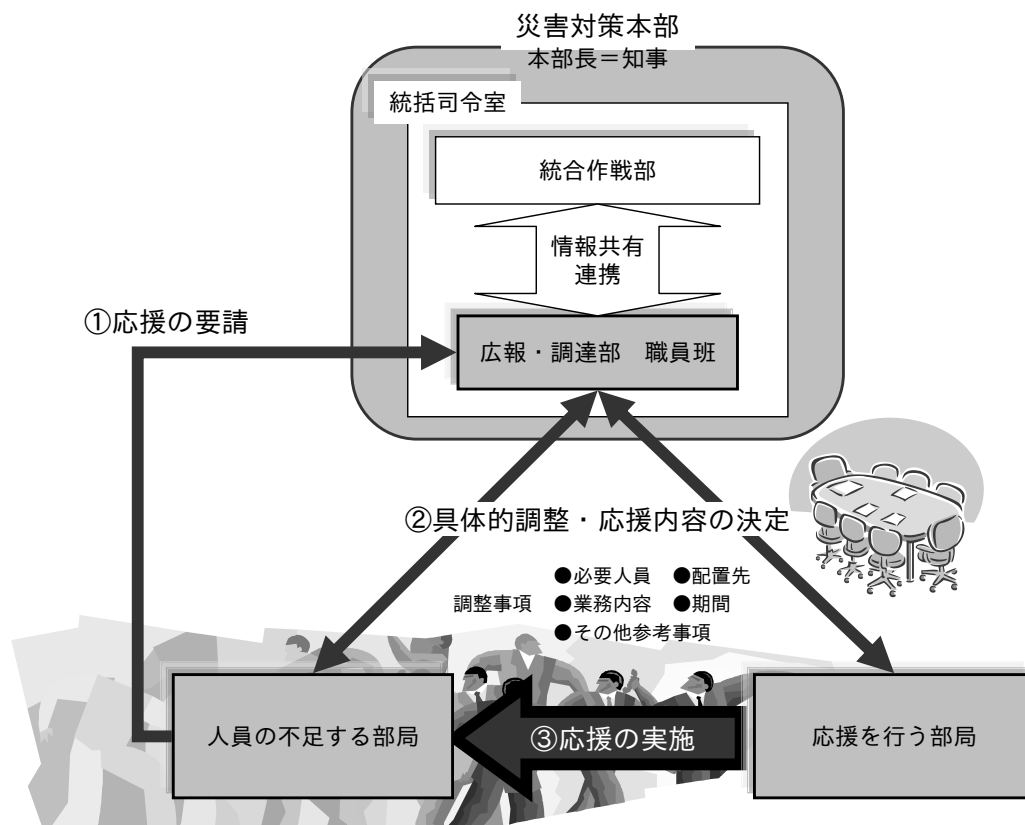 災害対策本部
本部長＝知事
統括司令室
統合作戦部
情報共有
連携
①応援の要請
広報・調達部　職員班
②具体的調整・応援内容の決定
●必要人員　●配置先
調整事項　●業務内容　●期間
●その他参考事項
人員の不足する部局
③応援の実施
応援を行う部局